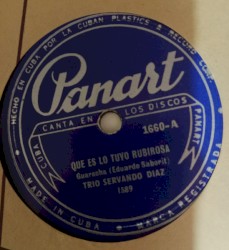 HECHO EN CUBA POR LA CUBAN PLASTICS & RECORD CORP.
Panart
CANTA EN LOS DISCOS
PANART
CUBA
1660-A
QUE ES LO TUYO RUBIROSA
Guaracha (Eduardo Saborit)
TRIO SERVANDO DIAZ
1589
MADE IN CUBA
MARCA REGISTRADA